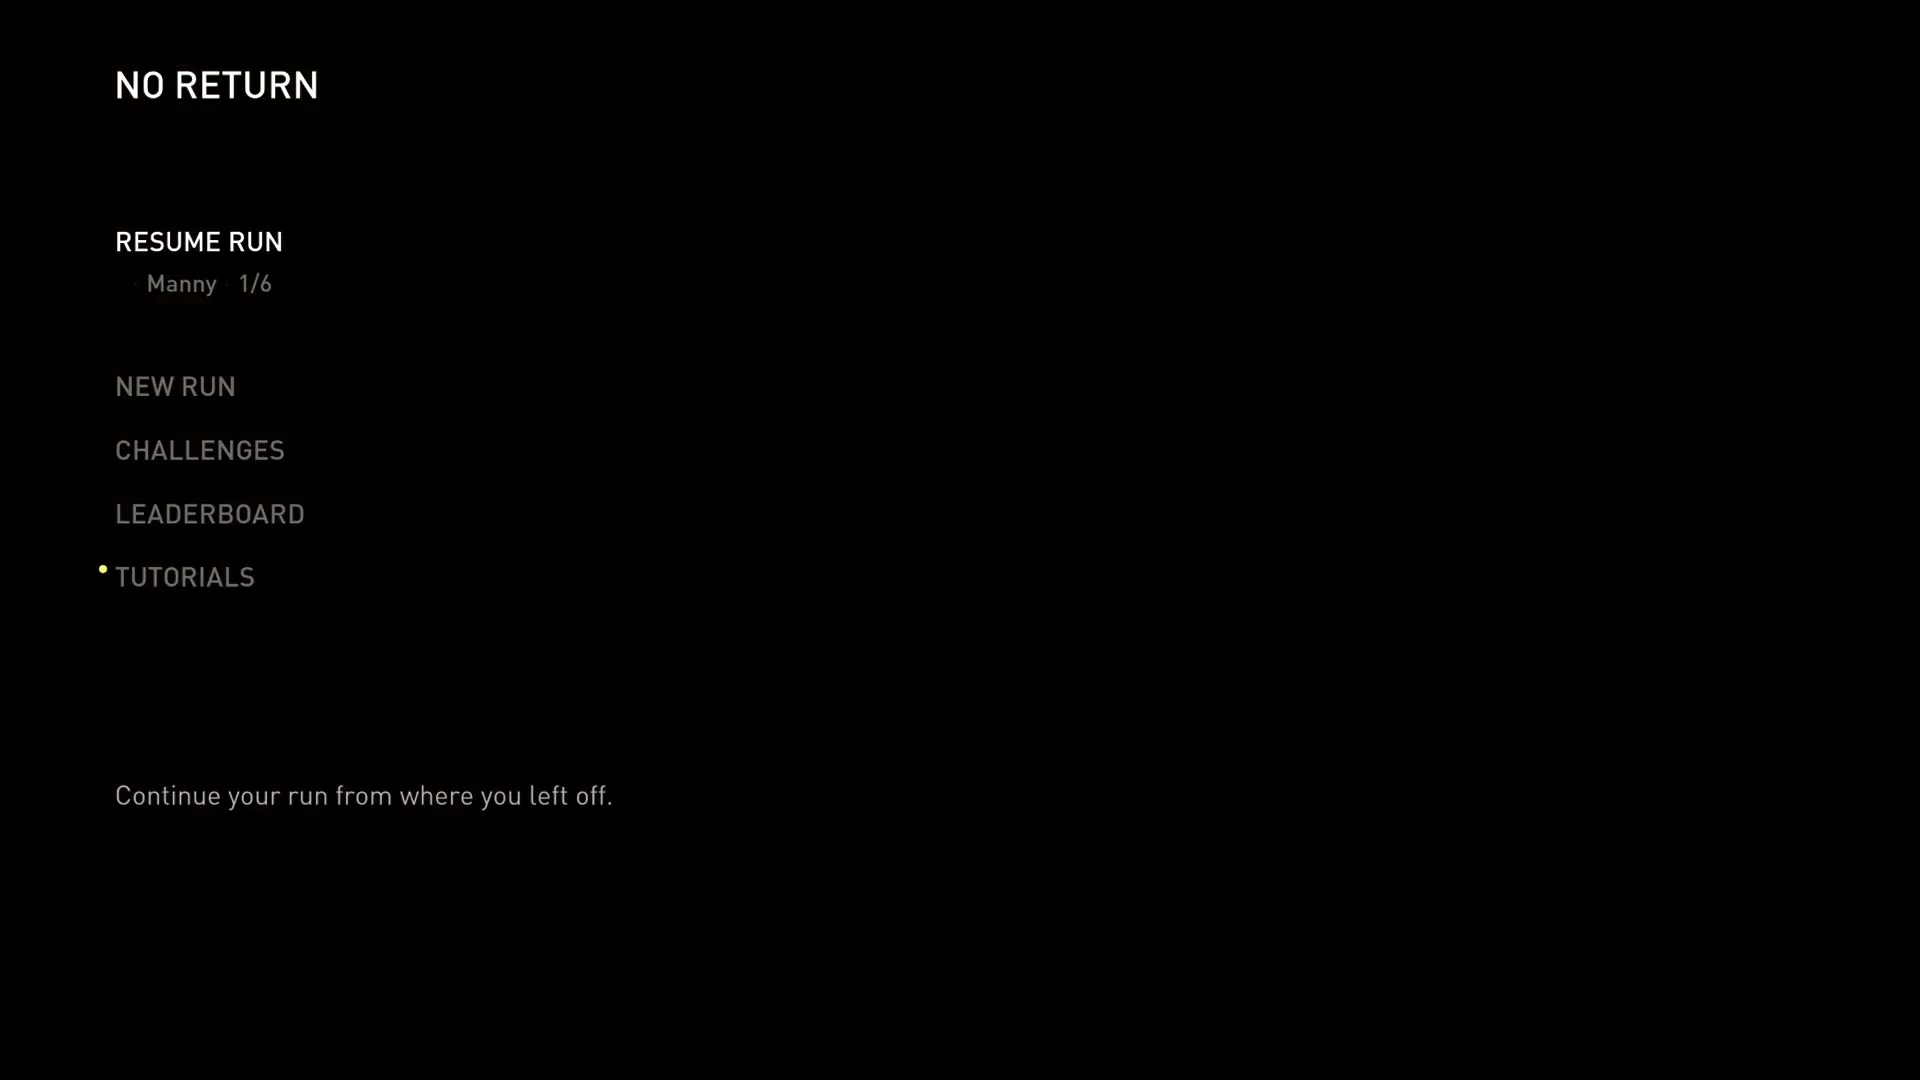 NO RETURN
RESUME RUN
Manny · 1/6
NEW RUN
CHALLENGES
LEADERBOARD
TUTORIALS
Continue your run from where you left off.